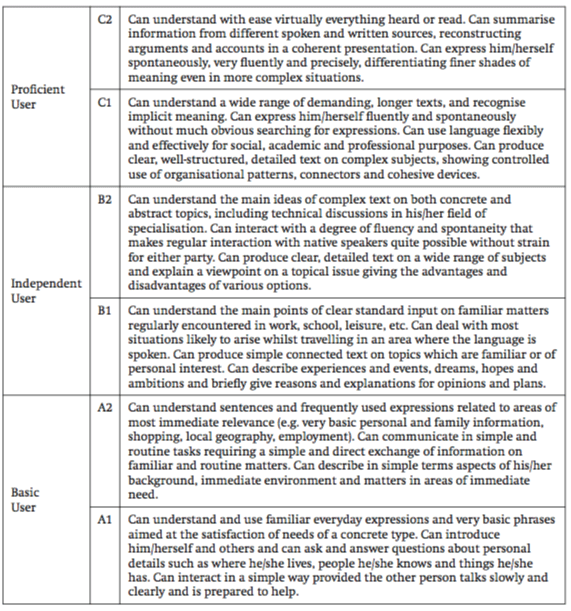 Proficient
User
C2
Can understand with ease virtually everything heard or read. Can summarise
information from different spoken and written sources, reconstructing
arguments and accounts in a coherent presentation. Can express him/herself
spontaneously, very fluently and precisely, differentiating finer shades of
meaning even in more complex situations.
C1
Can understand a wide range of demanding, longer texts, and recognise
implicit meaning. Can express him/herself fluently and spontaneously
without much obvious searching for expressions. Can use language flexibly
and effectively for social, academic and professional purposes. Can produce
clear, well-structured, detailed text on complex subjects, showing controlled
use of organisational patterns, connectors and cohesive devices.
Independent
User
B2
Can understand the main ideas of complex text on both concrete and
abstract topics, including technical discussions in his/her field of
specialisation. Can interact with a degree of fluency and spontaneity that
makes regular interaction with native speakers quite possible without strain
for either party. Can produce clear, detailed text on a wide range of subjects
and explain a viewpoint on a topical issue giving the advantages and
disadvantages of various options.
B1
Can understand the main points of clear standard input on familiar matters
regularly encountered in work, school, leisure, etc. Can deal with most
situations likely to arise whilst travelling in an area where the language is
spoken. Can produce simple connected text on topics which are familiar or of
personal interest. Can describe experiences and events, dreams, hopes and
ambitions and briefly give reasons and explanations for opinions and plans.
Basic
User
A2
Can understand sentences and frequently used expressions related to areas of
most immediate relevance (e.g. very basic personal and family information,
shopping, local geography, employment). Can communicate in simple and
routine tasks requiring a simple and direct exchange of information on
familiar and routine matters. Can describe in simple terms aspects of his/her
background, immediate environment and matters in areas of immediate
need.
A1
Can understand and use familiar everyday expressions and very basic phrases
aimed at the satisfaction of needs of a concrete type. Can introduce
him/herself and others and can ask and answer questions about personal
details such as where he/she lives, people he/she knows and things he/she
has. Can interact in a simple way provided the other person talks slowly and
clearly and is prepared to help.